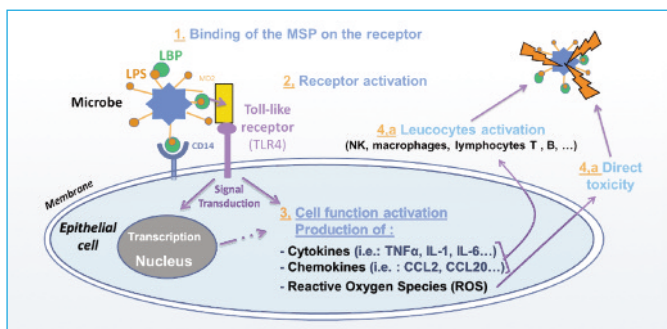 1. Binding of the MSP on the receptor
LBP
LPS
MD2
Microbe
2. Receptor activation
Toll-like
receptor
(TLR4)
CD14
4.a Leucocytes activation
(NK, macrophages, lymphocytes T , B, ...)
4.a Direct
toxicity
Membrane
Signal
Transduction
Epithelial
cell
Transcription
Nucleus
3. Cell function activation
Production of :
- Cytokines (i.e.: TNFα, IL-1, IL-6...)
- Chemokines (i.e. : CCL2, CCL20...)
- Reactive Oxygen Species (ROS)